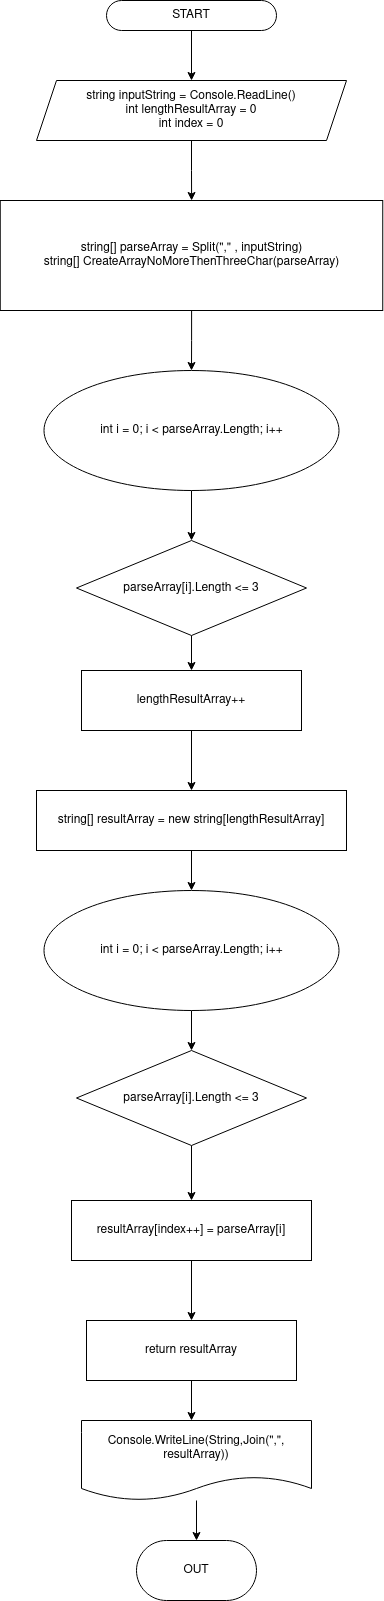 START
string inputString = Console.ReadLine()
int lengthResultArray = 0
int index = 0
string[] parseArray = Split("," , inputString)
string[] CreateArrayNoMoreThenThreeChar(parseArray)
int i = 0; i < parseArray.Length; i++
parseArray[i].Length <= 3
lengthResultArray++
string[] resultArray = new string[lengthResultArray]
int i = 0; i < parseArray.Length; i++
parseArray[i].Length <= 3
resultArray[index++] = parseArray[i]
return resultArray
Console.WriteLine(String,Join(",",
resultArray))
OUT